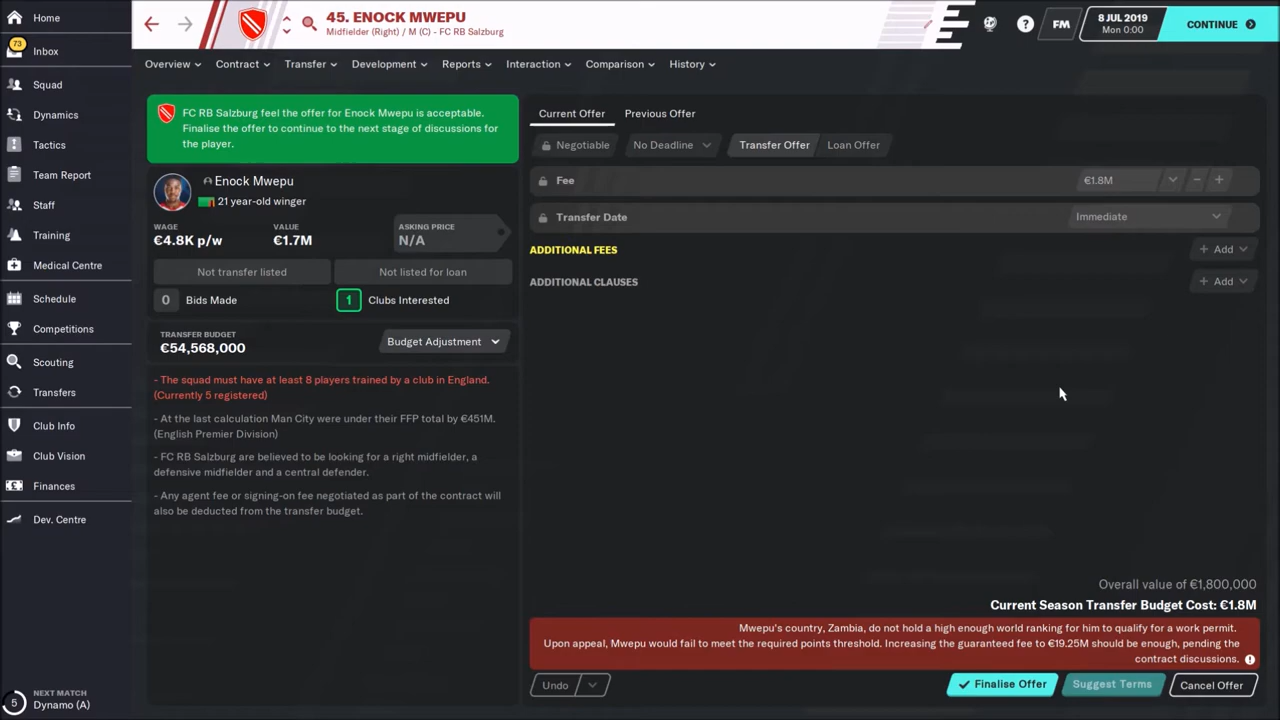 Home
73
Inbox
Squad
Dynamics
Tactics
Team Report
Staff
Training
Medical Centre
Schedule
Competitions
Scouting
Transfers
Club Info
Club Vision
Finances
Dev. Centre
5
NEXT MATCH
Dynamo (A)
45. ENOCK MWEPU
Midfielder (Right) / M (C) - FC RB Salzburg
?
FM
8 JUL 2019
Mon 0:00
CONTINUE
Overview
Contract
Transfer
Development
Reports
Interaction
Comparison
History
FC RB Salzburg feel the offer for Enock Mwepu is acceptable.
Finalise the offer to continue to the next stage of discussions for
the player.
Enock Mwepu
21 year-old winger
WAGE
€4.8K p/w
VALUE
€1.7M
ASKING PRICE
N/A
Not transfer listed
Not listed for loan
0 Bids Made
1 Clubs Interested
TRANSFER BUDGET
€54,568,000
Budget Adjustment
- The squad must have at least 8 players trained by a club in England.
(Currently 5 registered)
- At the last calculation Man City were under their FFP total by €451M.
(English Premier Division)
- FC RB Salzburg are believed to be looking for a right midfielder, a
defensive midfielder and a central defender.
- Any agent fee or signing-on fee negotiated as part of the contract will
also be deducted from the transfer budget.
Current Offer
Previous Offer
Negotiable
No Deadline
Transfer Offer
Loan Offer
Fee
€1.8M
Transfer Date
Immediate
ADDITIONAL FEES
+ Add
ADDITIONAL CLAUSES
+ Add
Overall value of €1,800,000
Current Season Transfer Budget Cost: €1.8M
Mwepu's country, Zambia, do not hold a high enough world ranking for him to qualify for a work permit.
Upon appeal, Mwepu would fail to meet the required points threshold. Increasing the guaranteed fee to €19.25M should be enough, pending the
contract discussions.
Undo
Finalise Offer
Suggest Terms
Cancel Offer